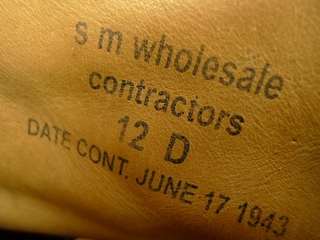 s m wholesale
contractors
12 D
DATE CONT. JUNE 17 1943